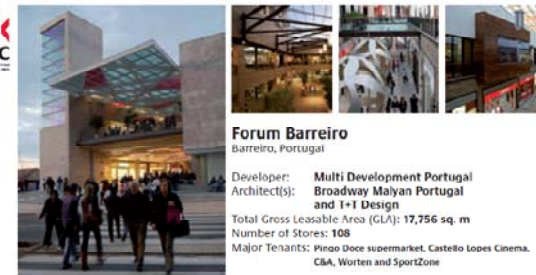 C
Forum Barreiro
Barreiro, Portugal
Developer: Multi Development Portugal
Architect(s): Broadway Malyan Portugal
and T+T Design
Total Gross Leasable Area (GLA): 17,756 sq. m
Number of Stores: 108
Major Tenants: Pingo Doce supermarket, Castello Lopes Cinema,
C&A, Worten and SportZone